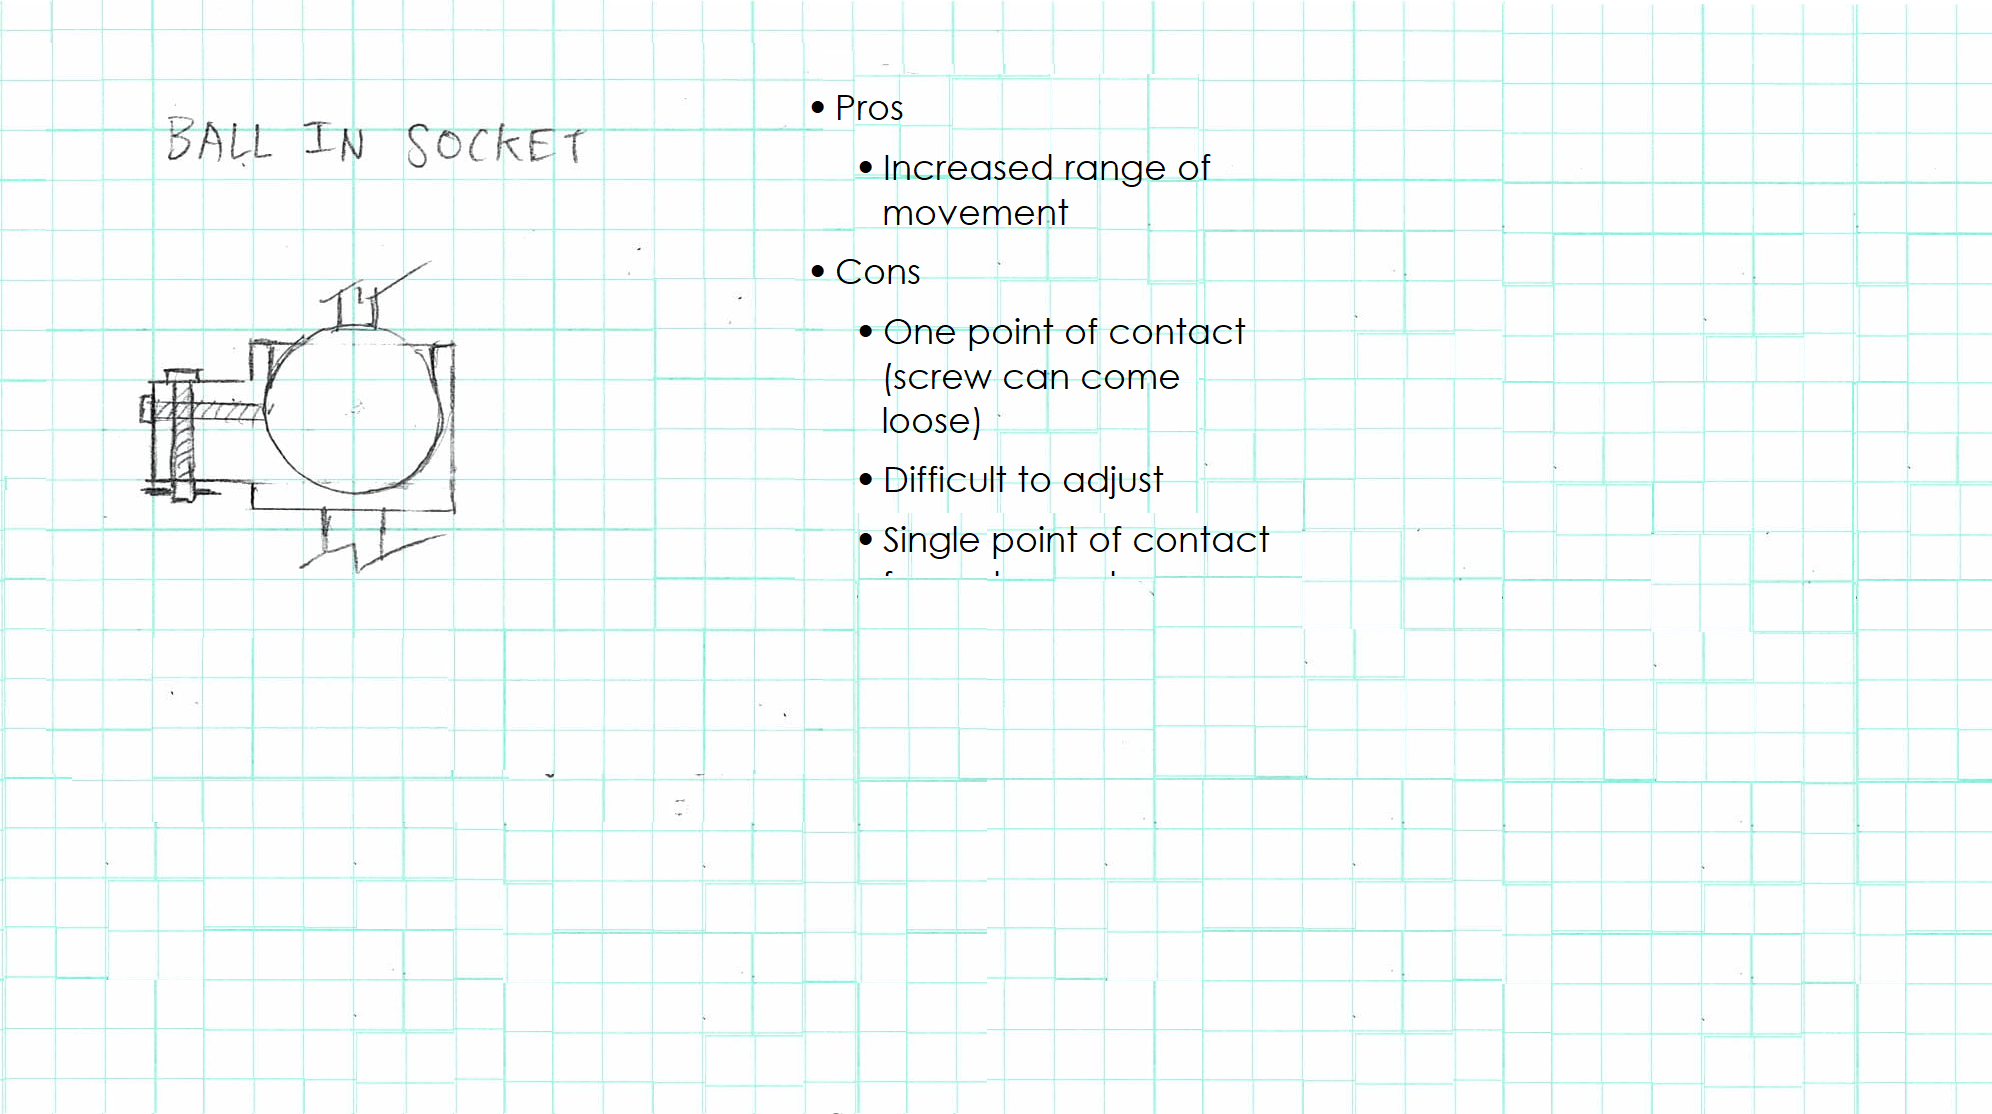 BALL IN SOCKET
• Pros
• Increased range of
movement
• Cons
• One point of contact
(screw can come
loose)
• Difficult to adjust
• Single point of contact